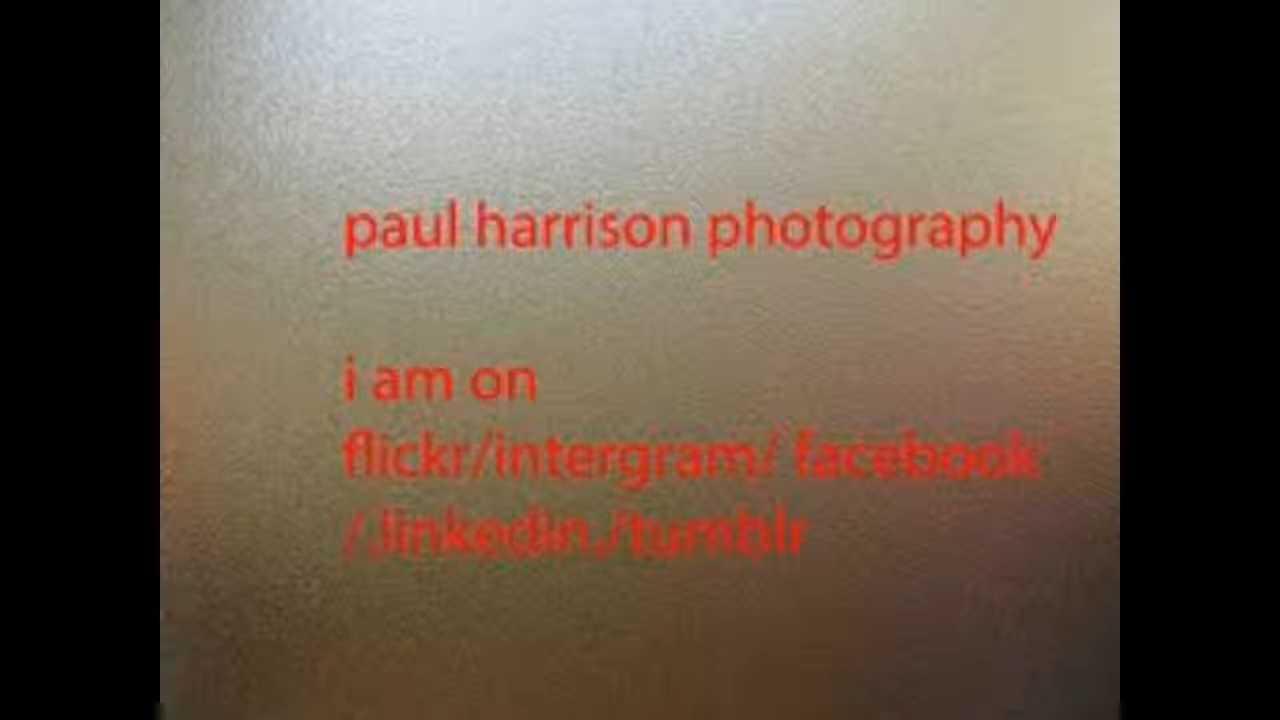 paul harrison photography
i am on
flickr/intergram/ facebook
/.linkedin./tumblr